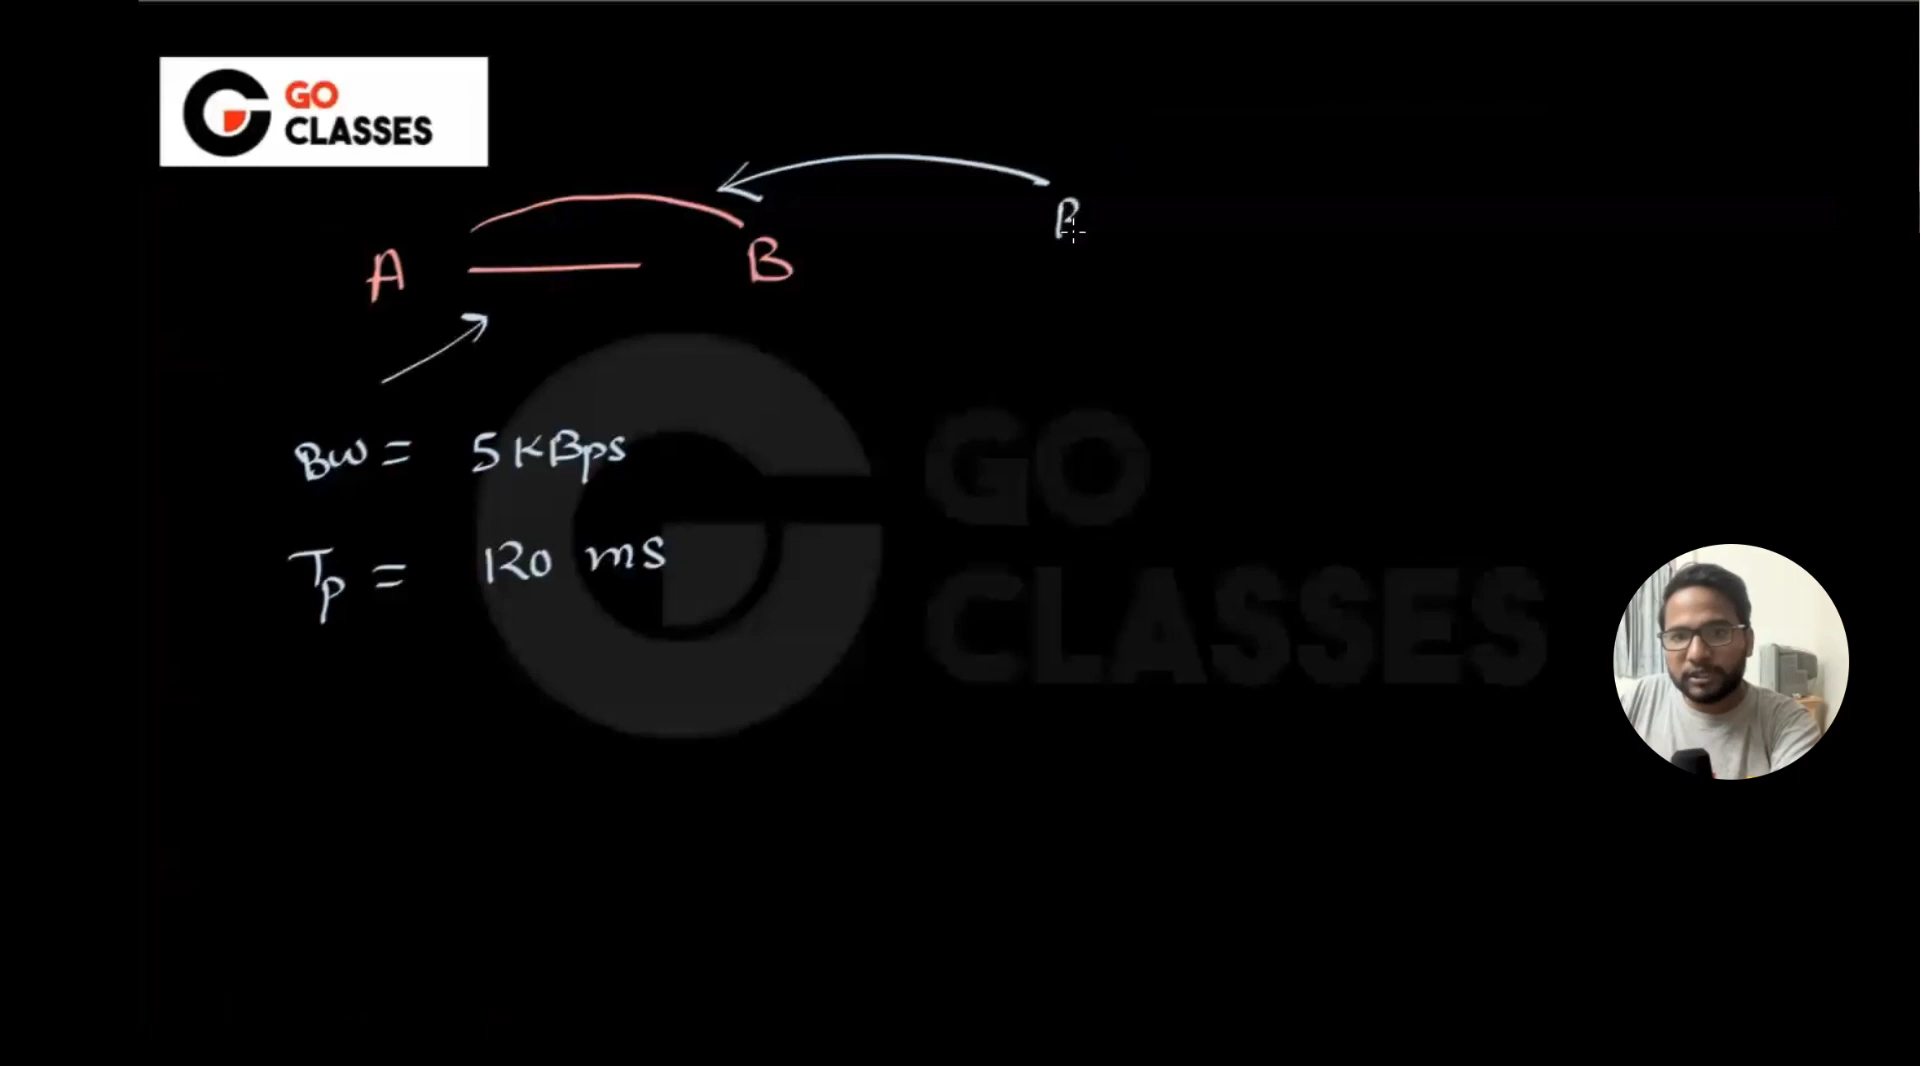 GO
CLASSES
A B
BW = 5 KBps
Tp = 120 ms
GO
CLASSES